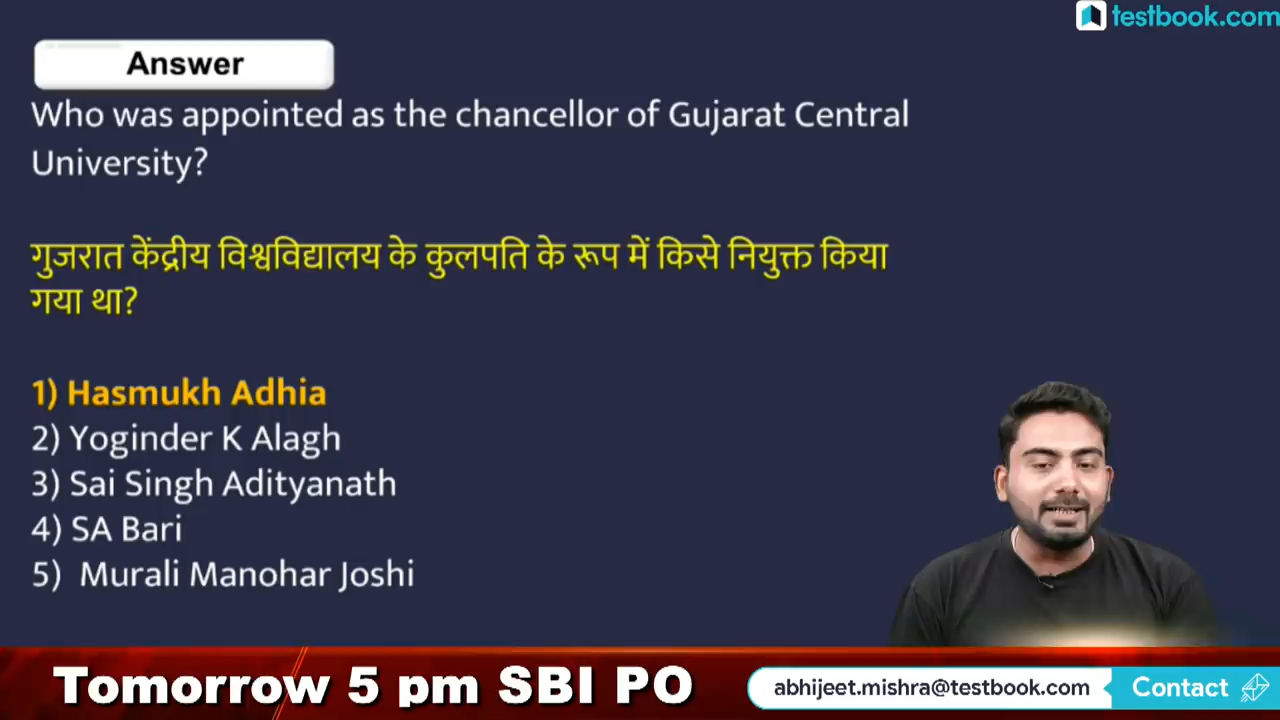 testbook.com
Answer
Who was appointed as the chancellor of Gujarat Central
University?
गुजरात केंद्रीय विश्वविद्यालय के कुलपति के रूप में किसे नियुक्त किया
गया था?
1) Hasmukh Adhia
2) Yoginder K Alagh
3) Sai Singh Adityanath
4) SA Bari
5) Murali Manohar Joshi
Tomorrow 5 pm SBI PO
abhijeet.mishra@testbook.com Contact